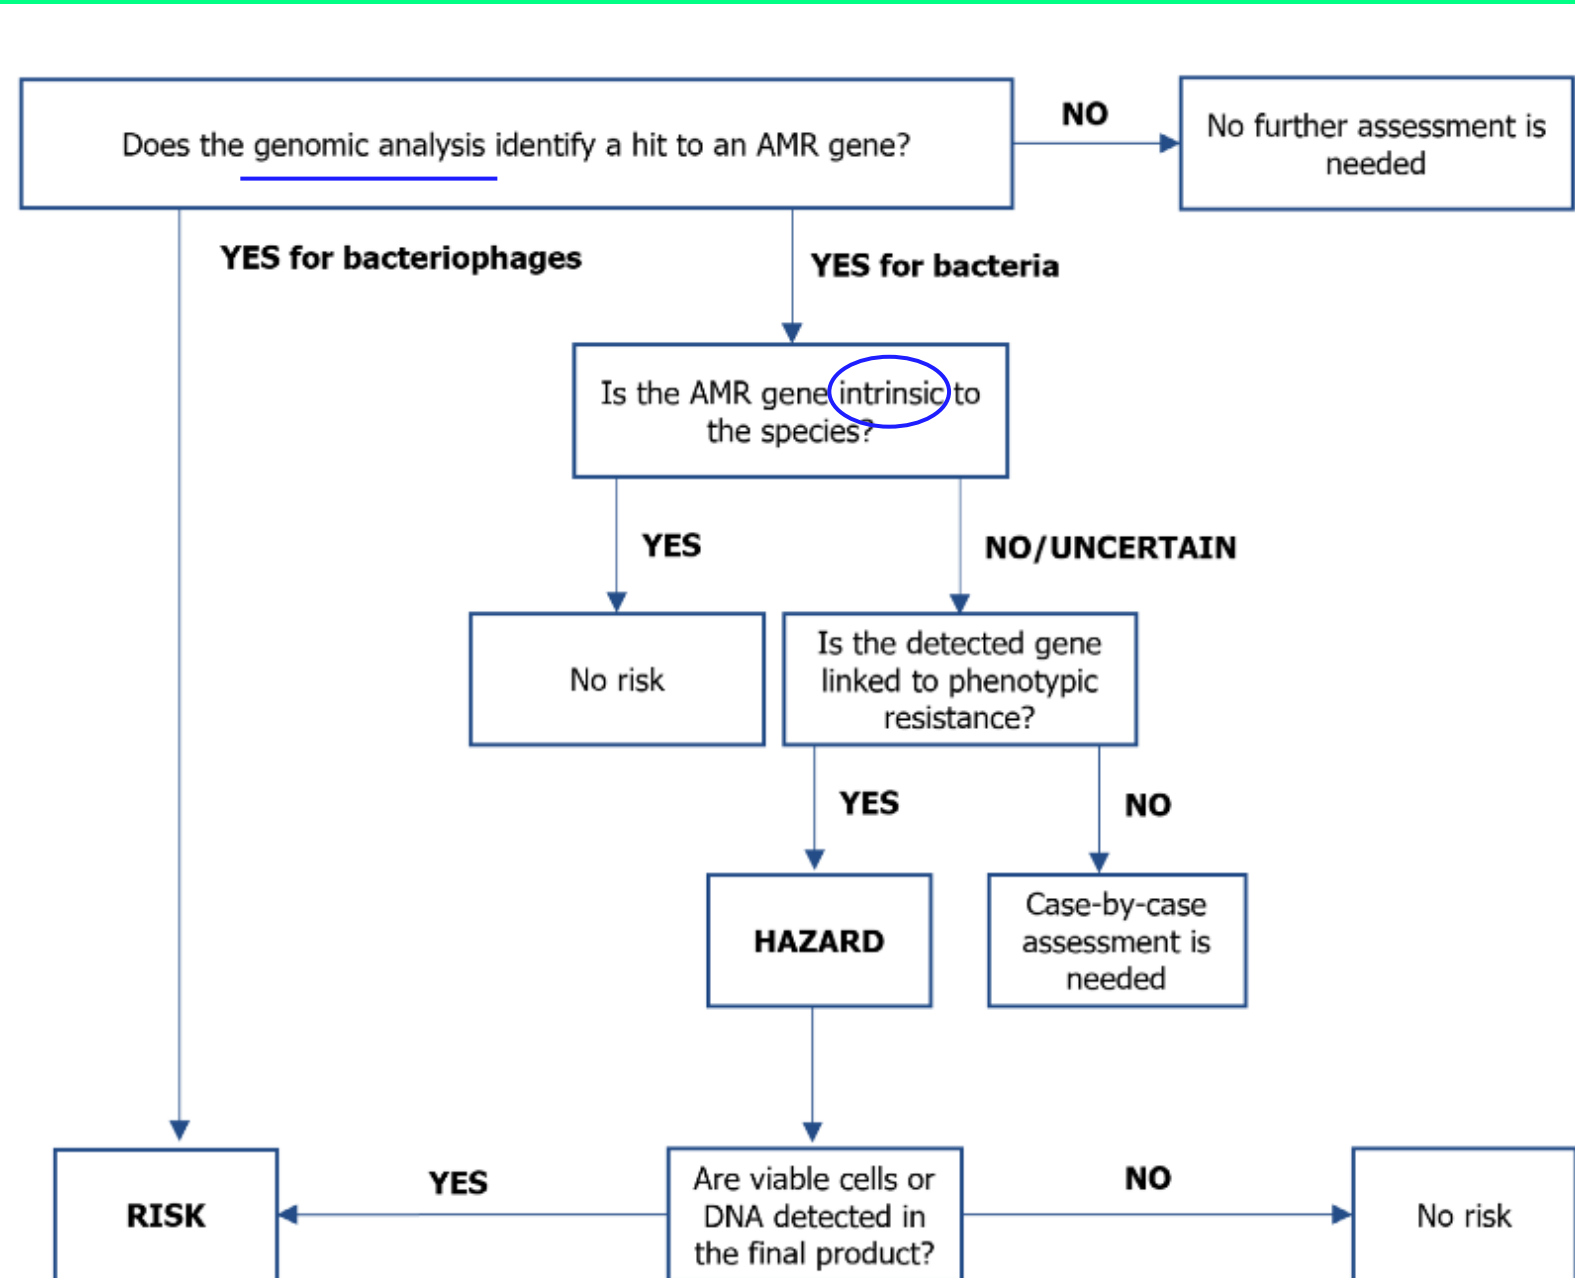 Does the genomic analysis identify a hit to an AMR gene?
NO
No further assessment is
needed
YES for bacteriophages
YES for bacteria
Is the AMR gene intrinsic to
the species?
YES
NO/UNCERTAIN
No risk
Is the detected gene
linked to phenotypic
resistance?
YES
NO
HAZARD
Case-by-case
assessment is
needed
RISK
YES
Are viable cells or
DNA detected in
the final product?
NO
No risk